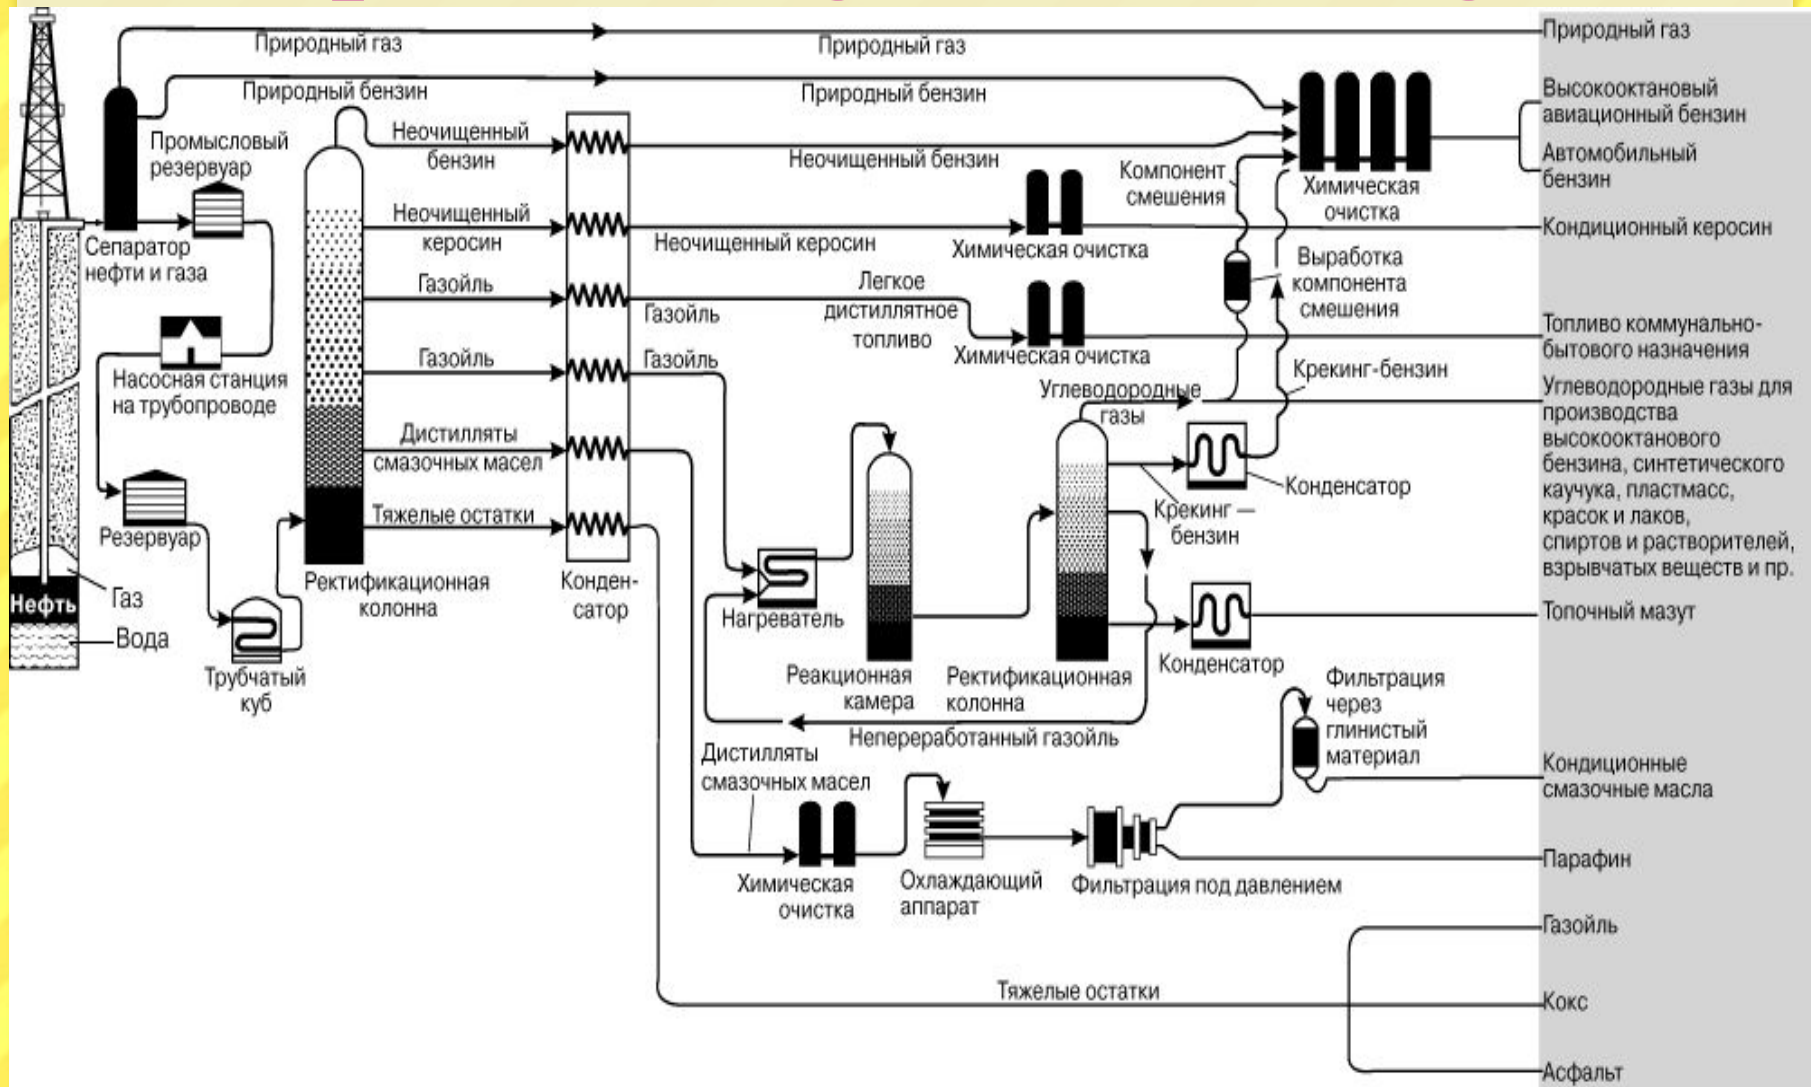 Природный газ
Природный газ
Природный газ
Природный бензин
Природный бензин
Высокооктановый
авиационный бензин
Автомобильный
бензин
Промысловый
резервуар
Неочищенный
бензин
Неочищенный бензин
Компонент
смешения
Химическая
очистка
Сепаратор
нефти и газа
Неочищенный
керосин
Неочищенный керосин
Химическая очистка
Кондиционный керосин
Выработка
компонента
смешения
Газойль
Газойль
Легкое
дистиллятное
топливо
Химическая очистка
Топливо коммунально-
бытового назначения
Насосная станция
на трубопроводе
Газойль
Газойль
Углеводородные
газы
Крекинг-бензин
Углеводородные газы для
производства
высокооктанового
бензина, синтетического
каучука, пластмасс,
красок и лаков,
спиртов и растворителей,
взрывчатых веществ и пр.
Дистилляты
смазочных масел
Конденсатор
Крекинг —
бензин
Резервуар
Тяжелые остатки
Ректификационная
колонна
Конден-
сатор
Нефть
Газ
Вода
Трубчатый
куб
Нагреватель
Реакционная
камера
Ректификационная
колонна
Конденсатор
Топочный мазут
Непереработанный газойль
Фильтрация
через
глинистый
материал
Дистилляты
смазочных масел
Кондиционные
смазочные масла
Химическая
очистка
Охлаждающий
аппарат
Фильтрация под давлением
Парафин
Газойль
Тяжелые остатки
Кокс
Асфальт